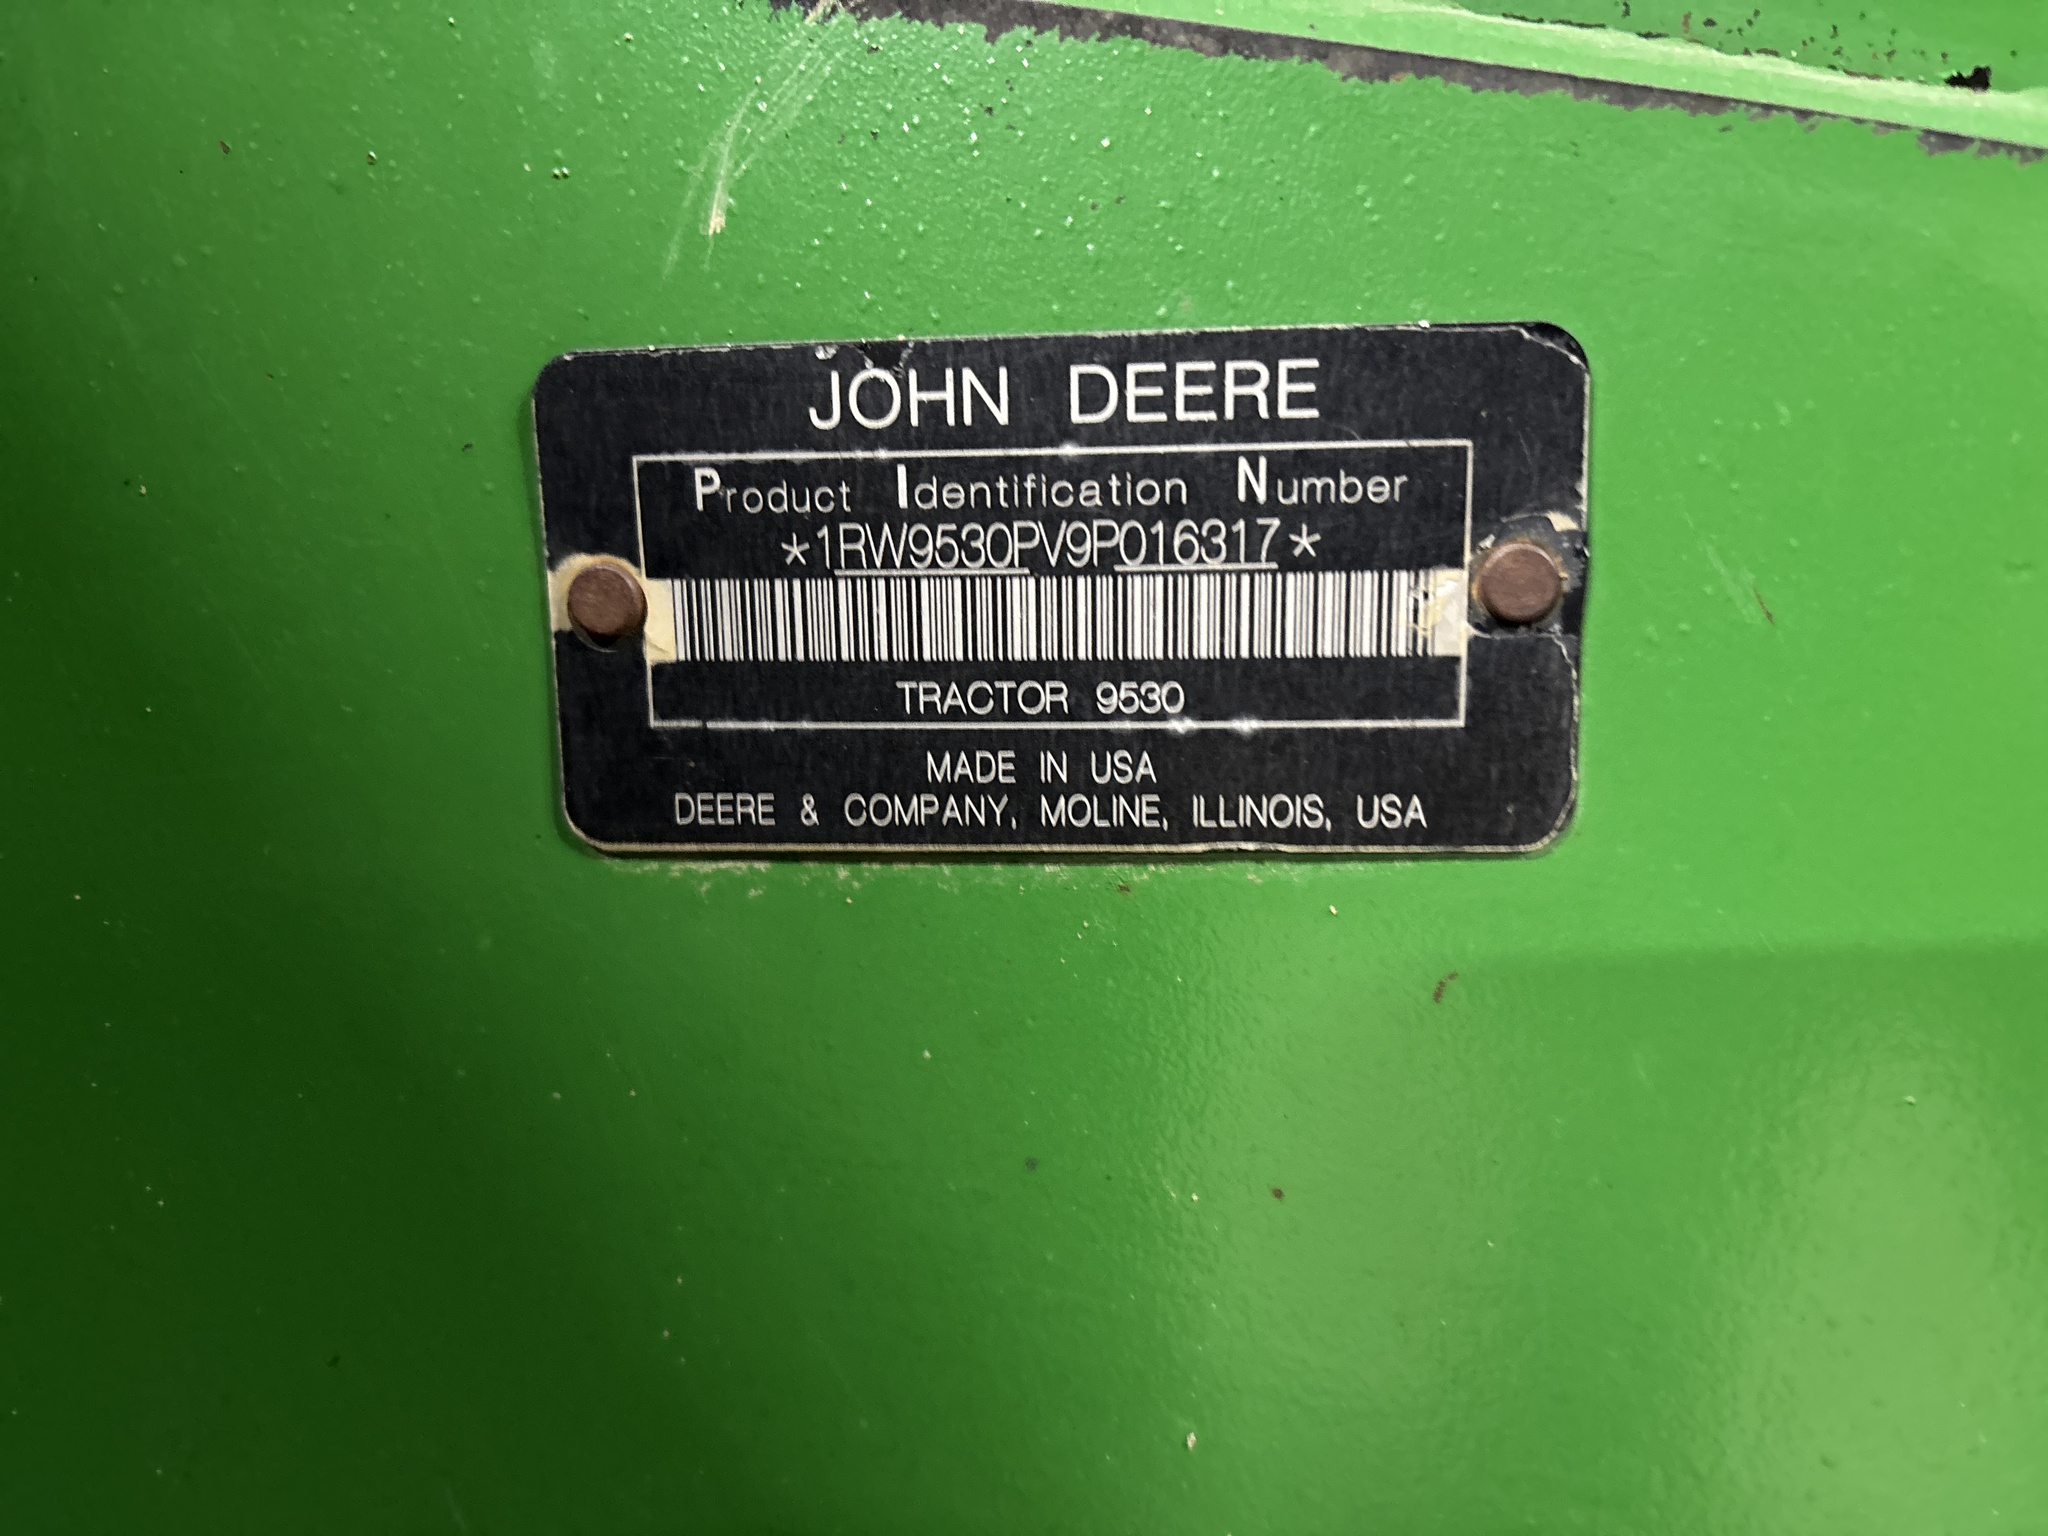 JOHN DEERE
Product Identification Number
*1RW9530PV9P016317*
TRACTOR 9530
MADE IN USA
DEERE & COMPANY, MOLINE, ILLINOIS, USA